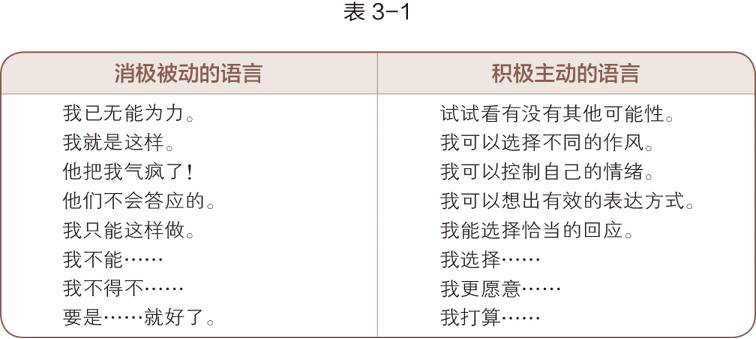 表 3-1
消极被动的语言 积极主动的语言
我已无能为力。 试试看有没有其他可能性。
我就是这样。 我可以选择不同的作风。
他把我气疯了! 我可以控制自己的情绪。
他们不会答应的。 我可以想出有效的表达方式。
我只能这样做。 我能选择恰当的回应。
我不能…… 我选择……
我不得不…… 我更愿意……
要是……就好了。 我打算……